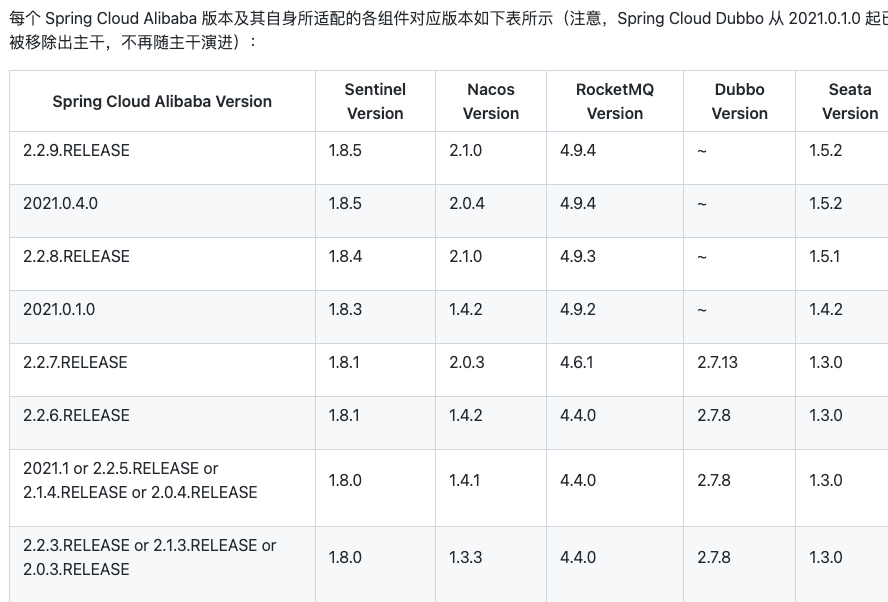 每个 Spring Cloud Alibaba 版本及其自身所适配的各组件对应版本如下表所示（注意，Spring Cloud Dubbo 从 2021.0.1.0 起已
被移除出主干，不再随主干演进）：
Spring Cloud Alibaba Version Sentinel Version Nacos Version RocketMQ Version Dubbo Version Seata Version
2.2.9.RELEASE 1.8.5 2.1.0 4.9.4 ~ 1.5.2
2021.0.4.0 1.8.5 2.0.4 4.9.4 ~ 1.5.2
2.2.8.RELEASE 1.8.4 2.1.0 4.9.3 ~ 1.5.1
2021.0.1.0 1.8.3 1.4.2 4.9.2 ~ 1.4.2
2.2.7.RELEASE 1.8.1 2.0.3 4.6.1 2.7.13 1.3.0
2.2.6.RELEASE 1.8.1 1.4.2 4.4.0 2.7.8 1.3.0
2021.1 or 2.2.5.RELEASE or
2.1.4.RELEASE or 2.0.4.RELEASE 1.8.0 1.4.1 4.4.0 2.7.8 1.3.0
2.2.3.RELEASE or 2.1.3.RELEASE or
2.0.3.RELEASE 1.8.0 1.3.3 4.4.0 2.7.8 1.3.0